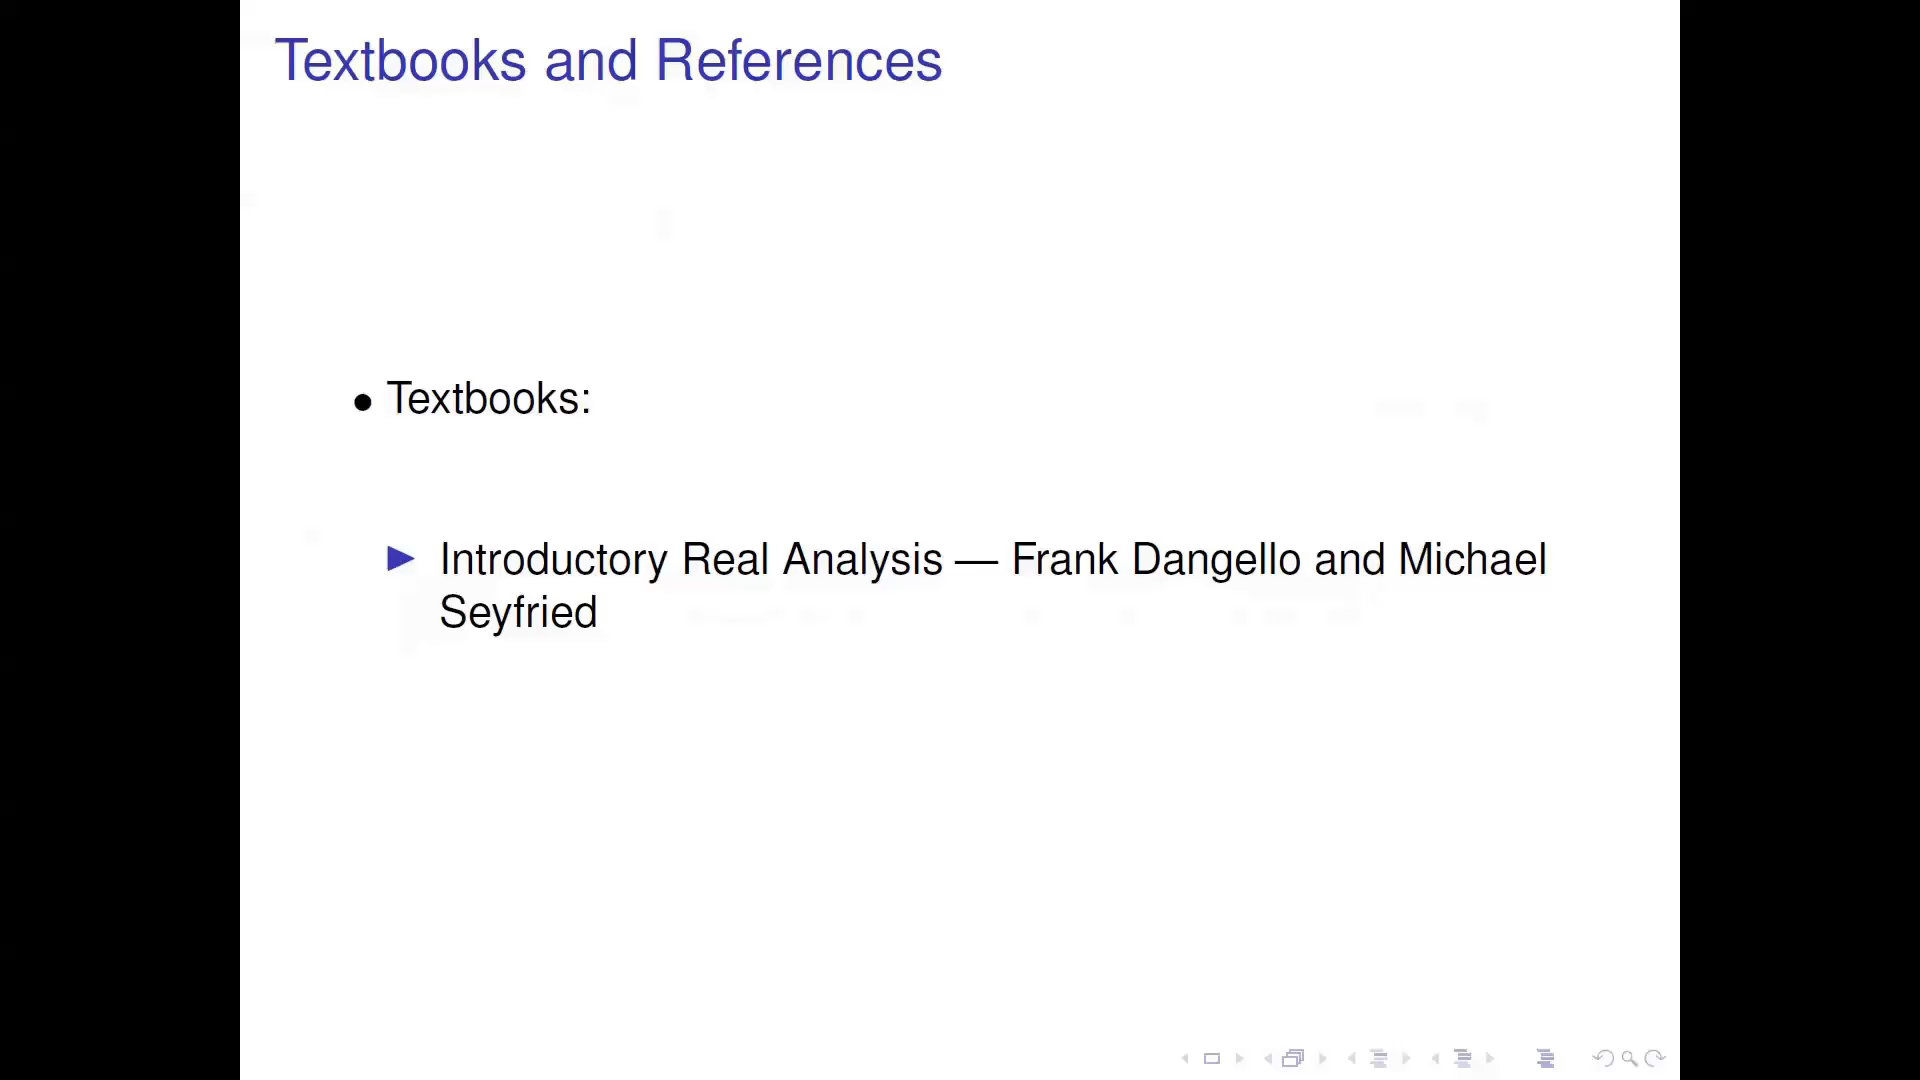 Textbooks and References
• Textbooks:
▶ Introductory Real Analysis — Frank Dangello and Michael
Seyfried